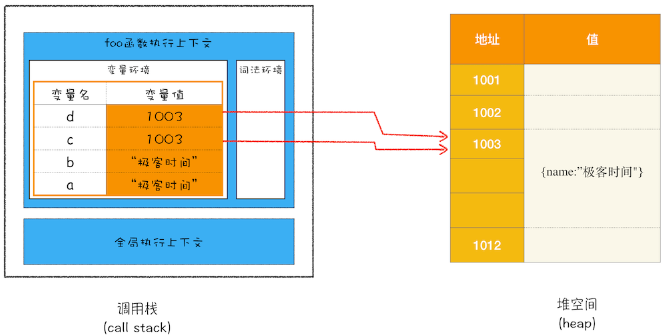 foo函数执行上下文
变量环境
词法环境
变量名 变量值
d 1003
c 1003
b “极客时间”
a “极客时间”
全局执行上下文
调用栈
(call stack)
地址 值
1001
1002
1003
{name:”极客时间"}
1012
堆空间
(heap)